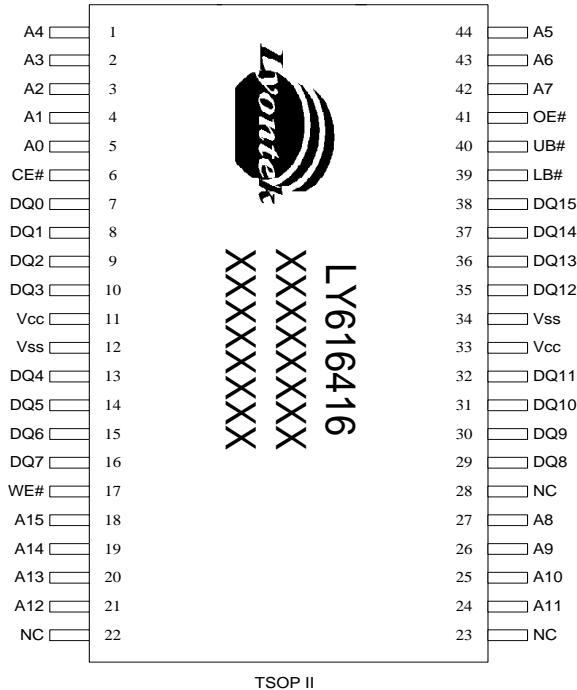 A4 1 44 A5
A3 2 43 A6
A2 3 42 A7
A1 4 41 OE#
A0 5 40 UB#
CE# 6 39 LB#
DQ0 7 38 DQ15
DQ1 8 37 DQ14
DQ2 9 36 DQ13
DQ3 10 35 DQ12
Vcc 11 34 Vss
Vss 12 33 Vcc
DQ4 13 32 DQ11
DQ5 14 31 DQ10
DQ6 15 30 DQ9
DQ7 16 29 DQ8
WE# 17 28 NC
A15 18 27 A8
A14 19 26 A9
A13 20 25 A10
A12 21 24 A11
NC 22 23 NC
Lyontek
LY616416
XXXXXXXX
XXXXXXXX
TSOP II